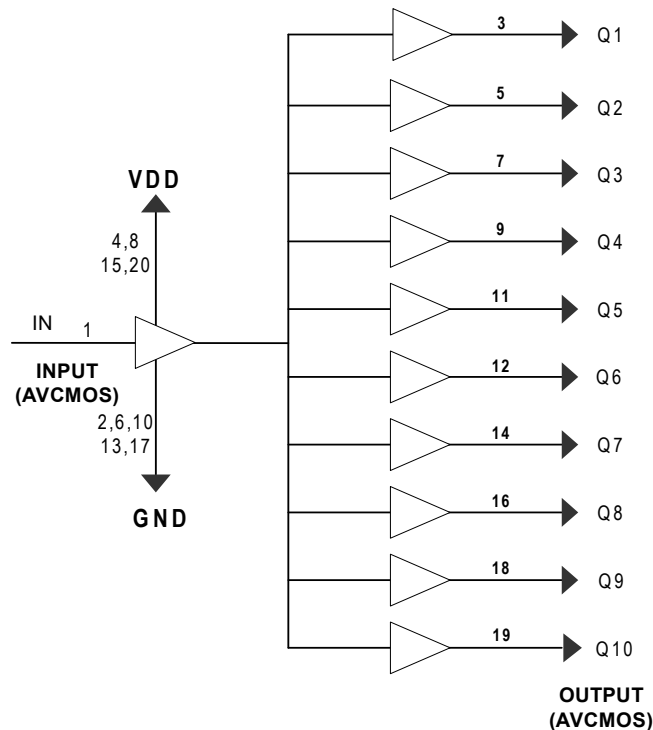 3 Q1
5 Q2
7 Q3
VDD
4,8
15,20
9 Q4
11 Q5
IN 1
INPUT
(AVCMOS)
12 Q6
2,6,10
13,17
14 Q7
GND
16 Q8
18 Q9
19 Q10
OUTPUT
(AVCMOS)